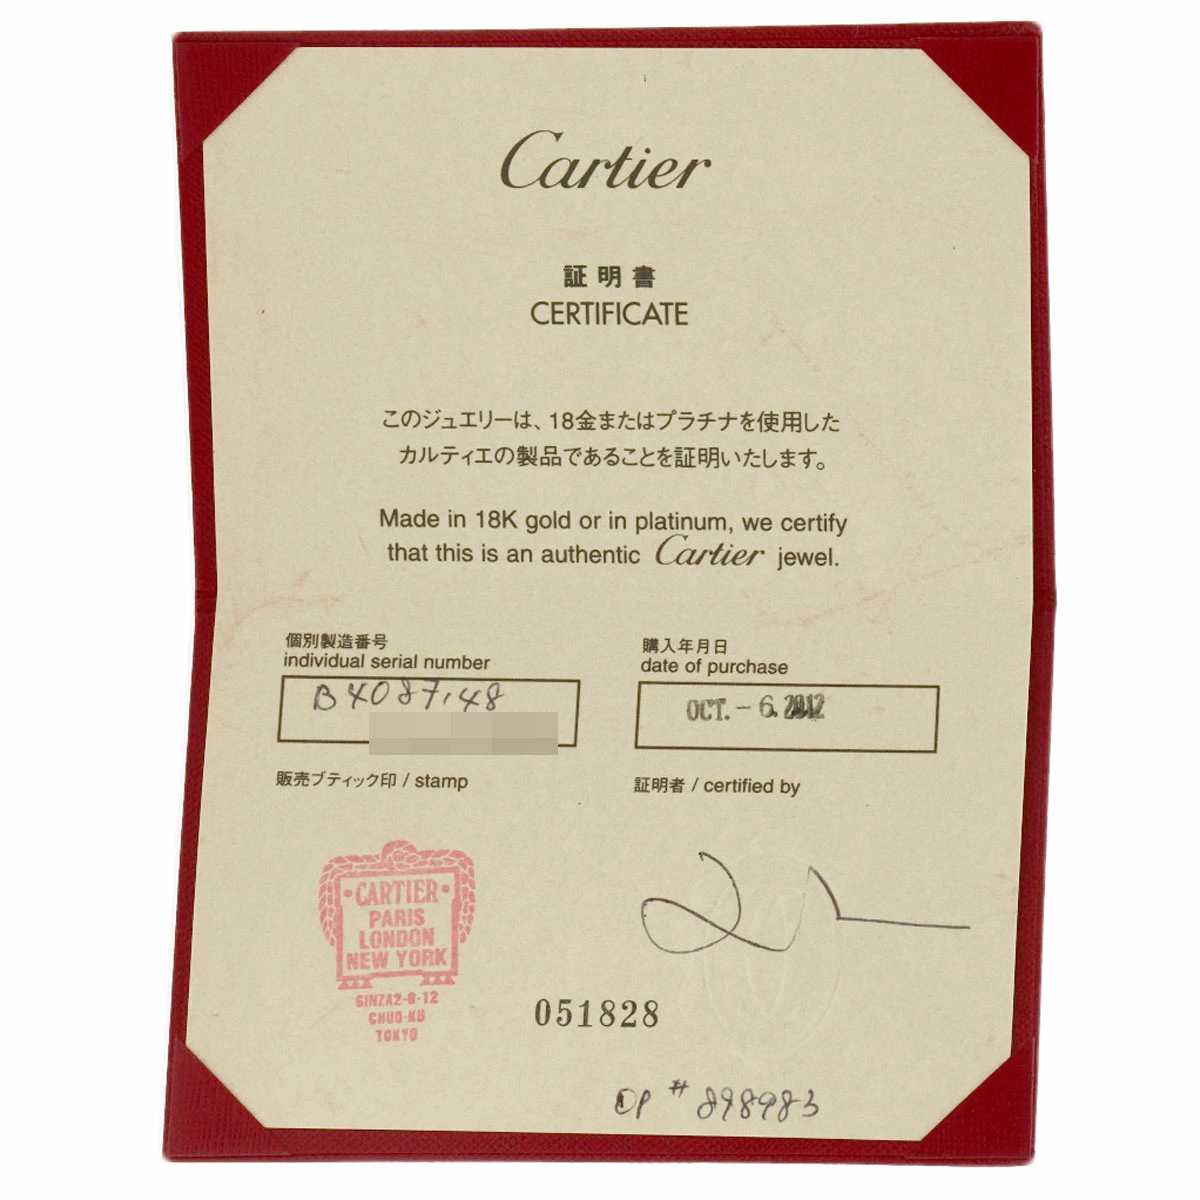 Cartier
証明書
CERTIFICATE
このジュエリーは、18金またはプラチナを使用した
カルティエの製品であることを証明いたします。
Made in 18K gold or in platinum, we certify
that this is an authentic Cartier jewel.
個別製造番号
individual serial number
B4087148
購入年月日
date of purchase
OCT. - 6. 2012
販売ブティック印 / stamp
証明者 / certified by
CARTIER
PARIS
LONDON
NEW YORK
GINZA2-6-12
CHUO-KU
TOKYO
051828
OP # 898983